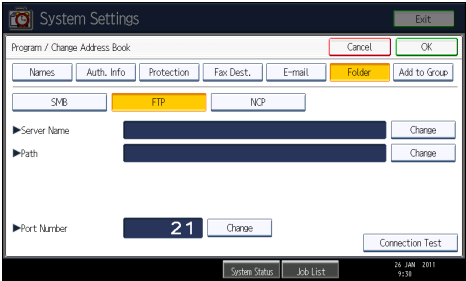 System Settings Exit
Program / Change Address Book Cancel OK
Names Auth. Info Protection Fax Dest. E-mail Folder Add to Group
SMB FTP NCP
▶Server Name Change
▶Path Change
▶Port Number 21 Change
Connection Test
System Status Job List 26 JAN 2011
9:30